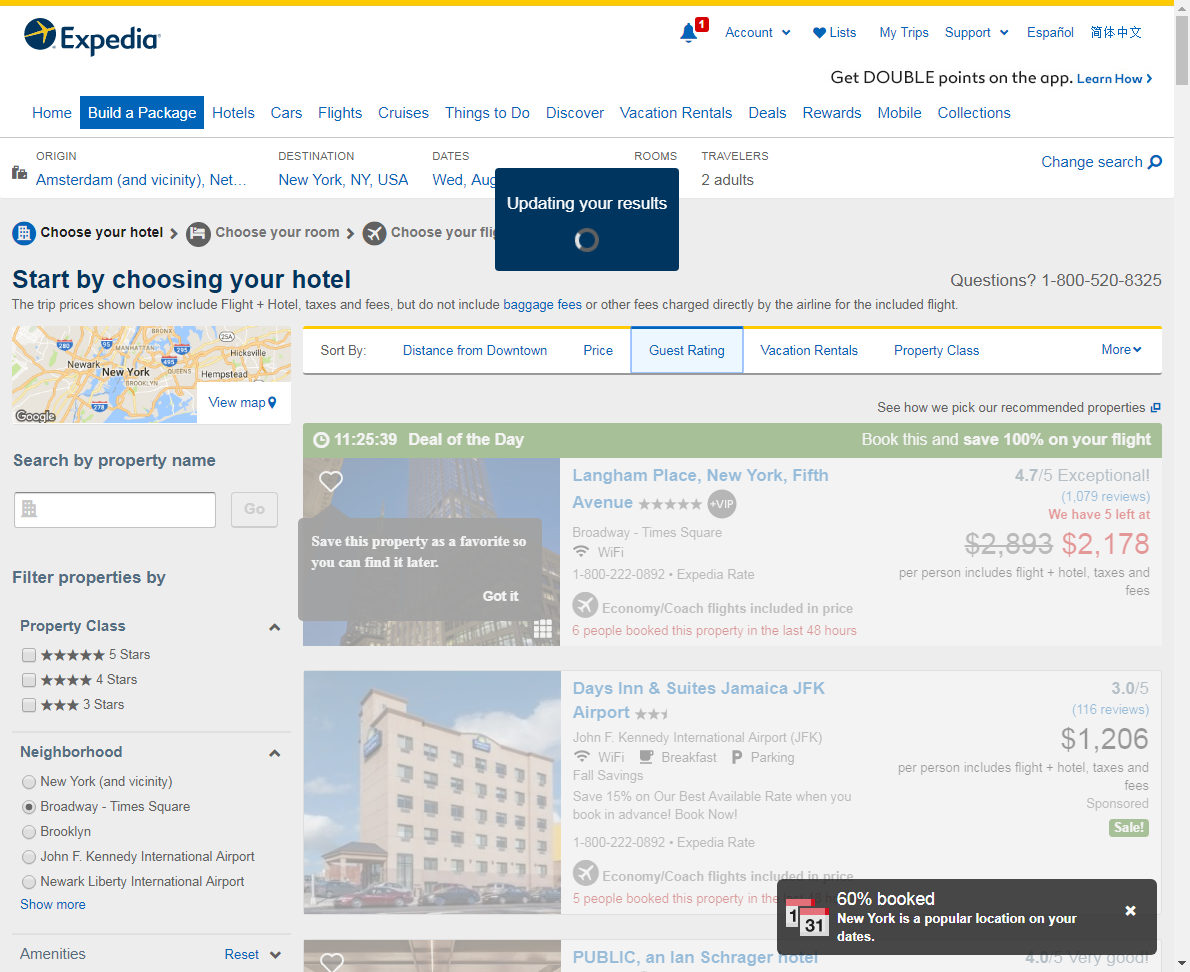 Expedia
1
Account
Lists
My Trips
Support
Español
简体中文
Get DOUBLE points on the app. Learn How
Home
Build a Package
Hotels
Cars
Flights
Cruises
Things to Do
Discover
Vacation Rentals
Deals
Rewards
Mobile
Collections
ORIGIN
Amsterdam (and vicinity), Net...
DESTINATION
New York, NY, USA
DATES
Wed, Aug
ROOMS
TRAVELERS
2 adults
Change search
Updating your results
Choose your hotel
Choose your room
Choose your flig
Start by choosing your hotel
Questions? 1-800-520-8325
The trip prices shown below include Flight + Hotel, taxes and fees, but do not include baggage fees or other fees charged directly by the airline for the included flight.
BRONX
25A
280
95
MANHATTAN
295
Hicksville
Newark
495
New York
QUEENS
Hempstead
BROOKLYN
278
Google
View map
Sort By:
Distance from Downtown
Price
Guest Rating
Vacation Rentals
Property Class
More
See how we pick our recommended properties
Search by property name
Go
Filter properties by
Property Class
5 Stars
4 Stars
3 Stars
Neighborhood
New York (and vicinity)
Broadway - Times Square
Brooklyn
John F. Kennedy International Airport
Newark Liberty International Airport
Show more
Amenities
Reset
11:25:39 Deal of the Day
Book this and save 100% on your flight
Save this property as a favorite so
you can find it later.
Got it
Langham Place, New York, Fifth
Avenue
+VIP
Broadway - Times Square
WiFi
1-800-222-0892 • Expedia Rate
Economy/Coach flights included in price
6 people booked this property in the last 48 hours
4.7/5 Exceptional!
(1,079 reviews)
We have 5 left at
$2,893 $2,178
per person includes flight + hotel, taxes and
fees
Days Inn & Suites Jamaica JFK
Airport
John F. Kennedy International Airport (JFK)
WiFi
Breakfast
Parking
Fall Savings
Save 15% on Our Best Available Rate when you
book in advance! Book Now!
1-800-222-0892 • Expedia Rate
Economy/Coach flights included in price
5 people booked this property in the
3.0/5
(116 reviews)
$1,206
per person includes flight + hotel, taxes and
fees
Sponsored
Sale!
PUBLIC, an Ian Schrager hotel
4.0/5 Very good!
1
31
60% booked
New York is a popular location on your
dates.